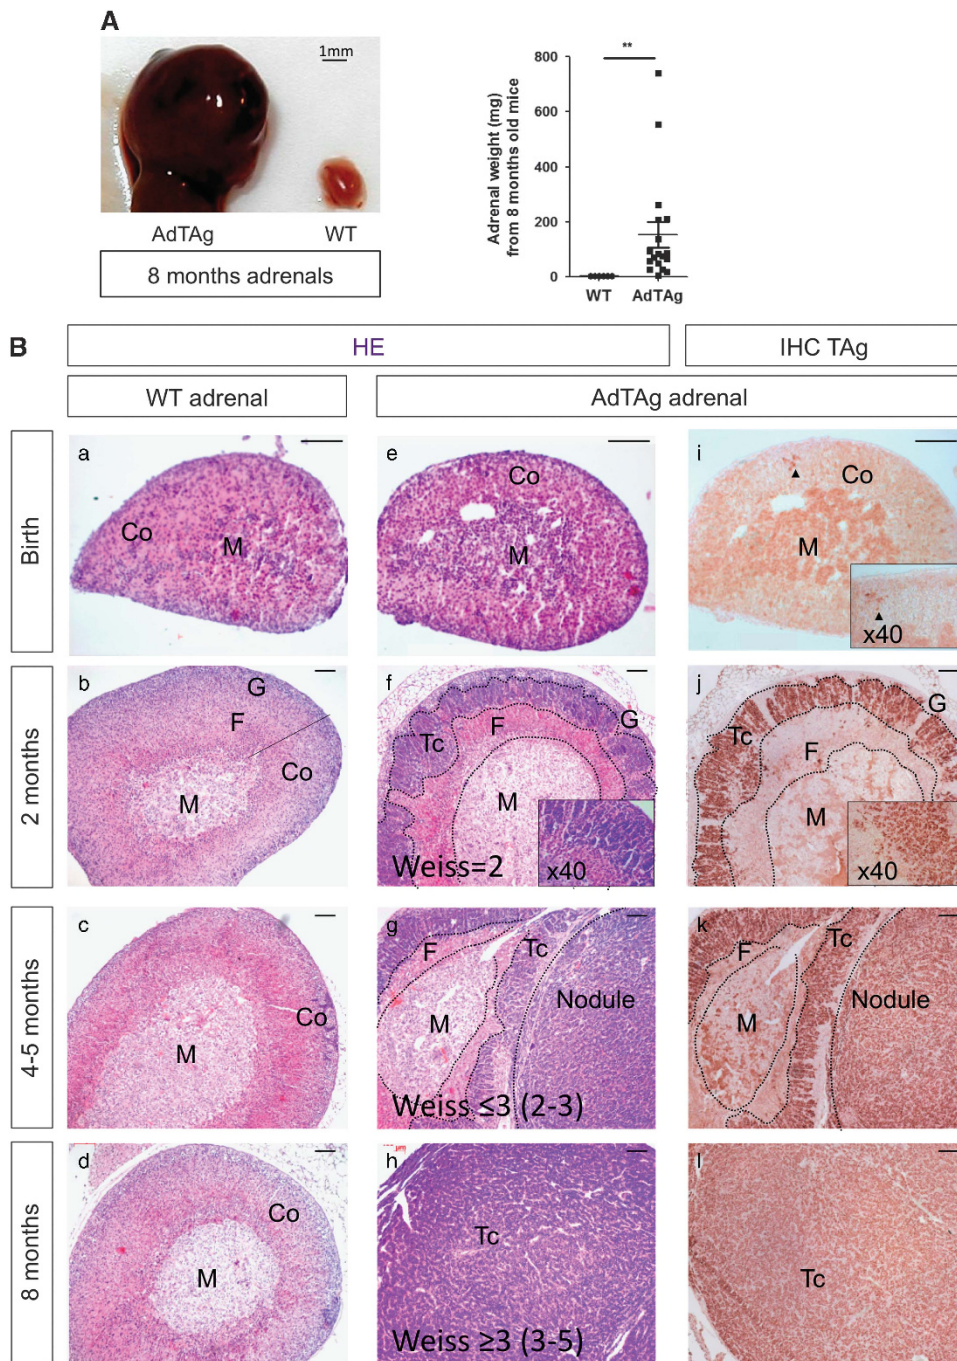 A
1mm
AdTAg
WT
8 months adrenals
**
Adrenal weight (mg)
from 8 months old mice
800
600
400
200
0
WT
AdTAg
B
HE
IHC TAg
WT adrenal
AdTAg adrenal
Birth
a
Co
M
e
Co
M
i
Co
M
x40
2 months
b
G
F
Co
M
f
G
Tc
F
M
x40
Weiss=2
j
G
Tc
F
M
x40
4-5 months
c
Co
M
g
F
Tc
M
Nodule
Weiss ≤3 (2-3)
k
F
Tc
M
Nodule
8 months
d
Co
M
h
Tc
Weiss ≥3 (3-5)
l
Tc